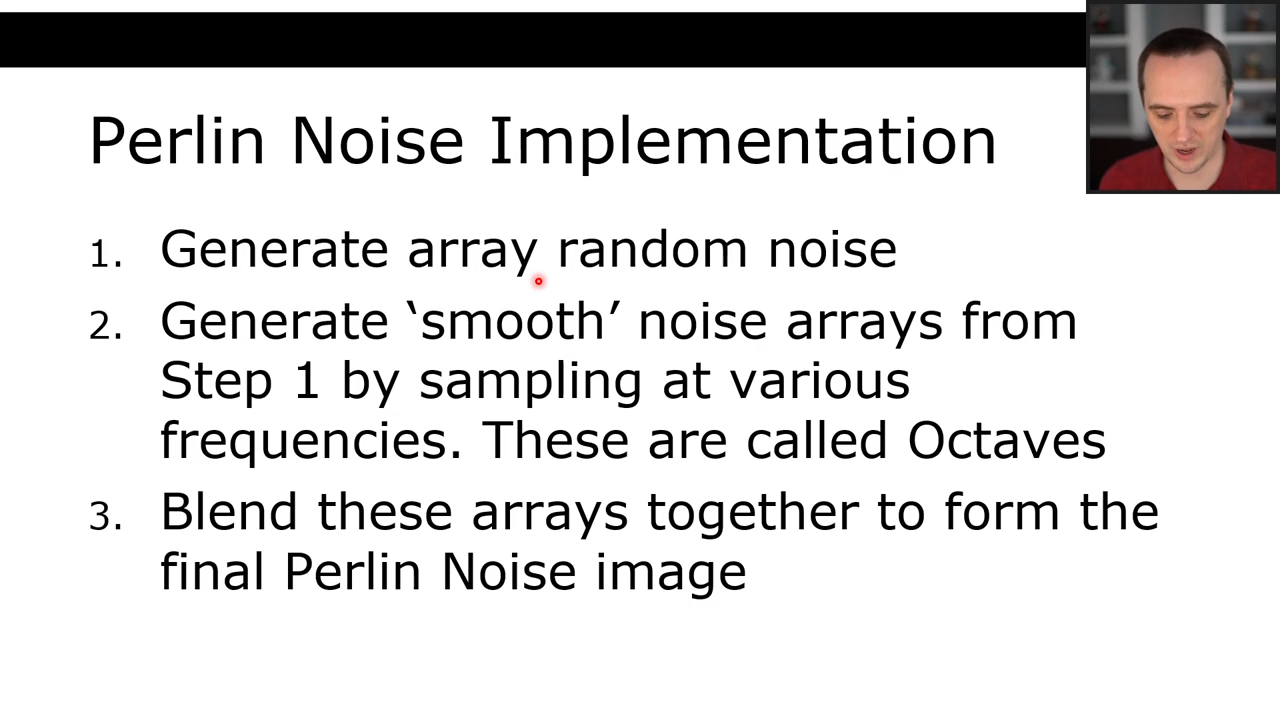 Perlin Noise Implementation
1. Generate array random noise
2. Generate ‘smooth’ noise arrays from
Step 1 by sampling at various
frequencies. These are called Octaves
3. Blend these arrays together to form the
final Perlin Noise image